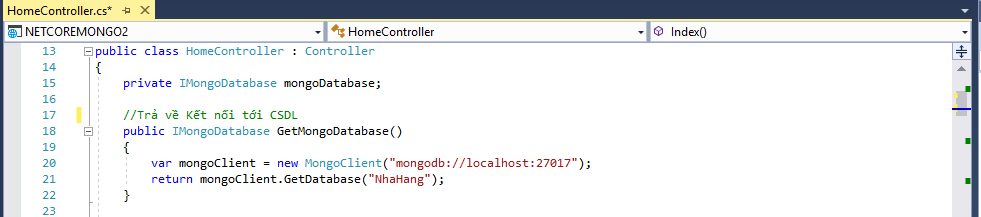 HomeController.cs*
NETCOREMONGO2 HomeController Index()
13 public class HomeController : Controller
14 {
15 private IMongoDatabase mongoDatabase;
16
17 //Trả về Kết nối tới CSDL
18 public IMongoDatabase GetMongoDatabase()
19 {
20 var mongoClient = new MongoClient("mongodb://localhost:27017");
21 return mongoClient.GetDatabase("NhaHang");
22 }
23